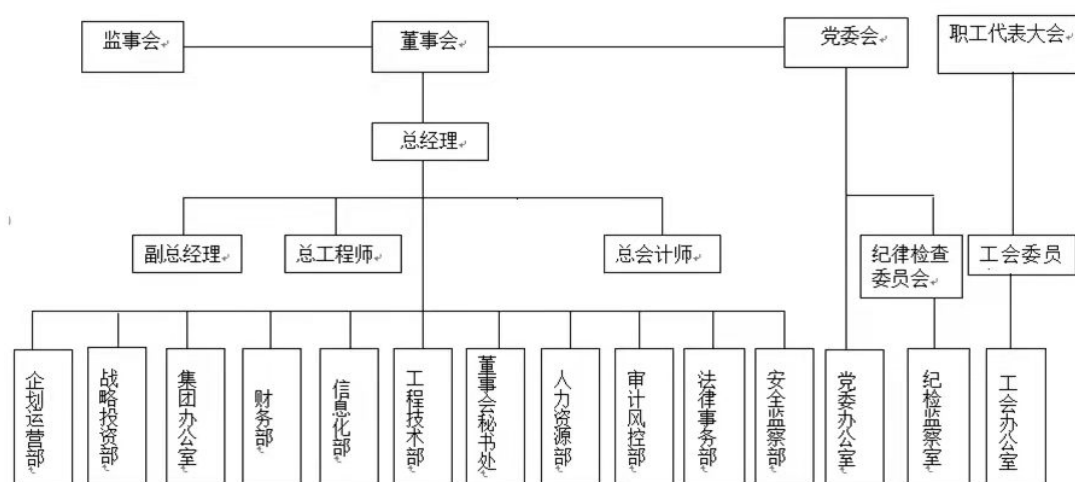 监事会
董事会
党委会
职工代表大会
总经理
副总经理
总工程师
总会计师
纪律检查
委员会
工会委员
企划运营部
战略投资部
集团办公室
财务部
信息化部
工程技术部
董事会秘书处
人力资源部
审计风控部
法律事务部
安全监察部
党委办公室
纪检监察室
工会办公室